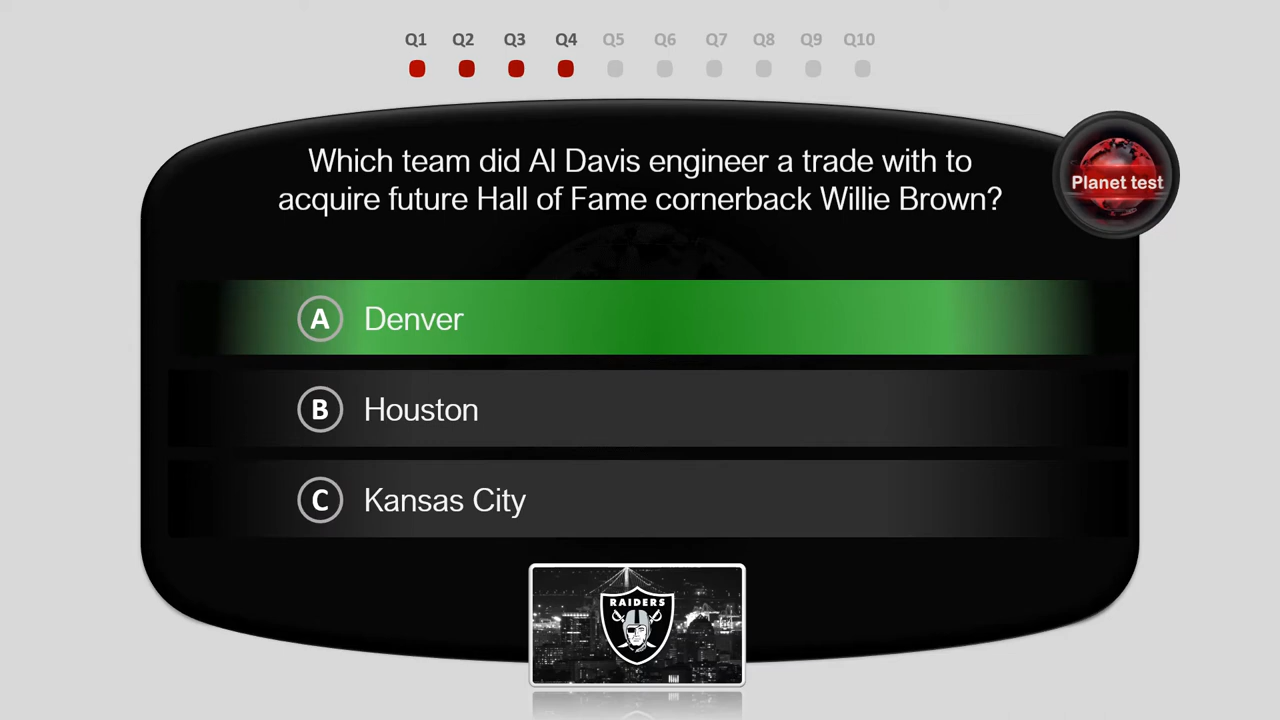 Q1 Q2 Q3 Q4 Q5 Q6 Q7 Q8 Q9 Q10
Which team did Al Davis engineer a trade with to
acquire future Hall of Fame cornerback Willie Brown?
Planet test
A Denver
B Houston
C Kansas City
RAIDERS